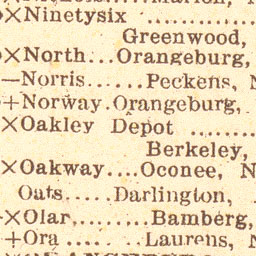 ×Ninetysix ..........
Greenwood,
×North...Orangeburg,
—Norris......Peckens, N
+Norway.Orangeburg,
×Oakley Depot .......
Berkeley,
×Oakway....Oconee, N
Oats.....Darlington,
×Olar.........Bamberg,
+Ora ..... ..Laurens, N